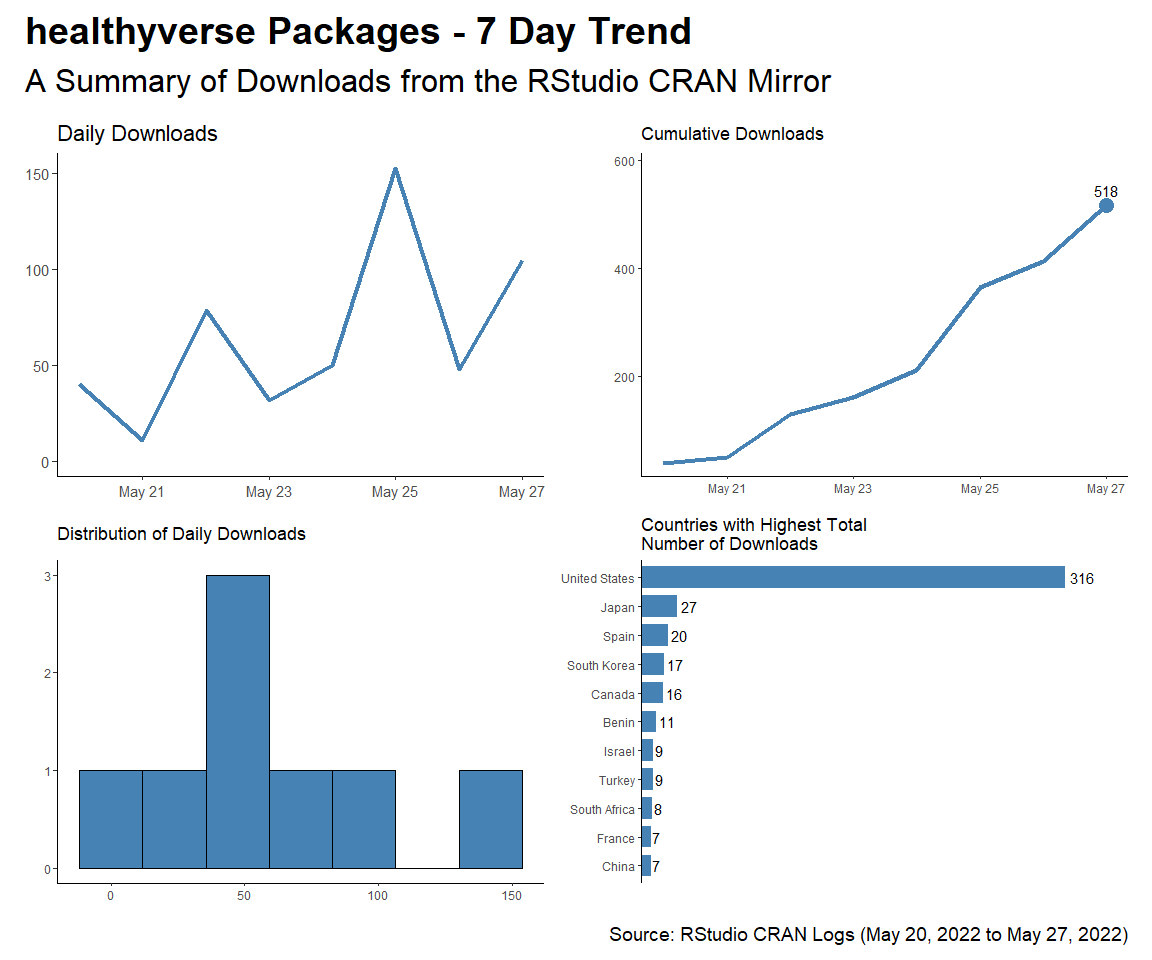 healthyverse Packages - 7 Day Trend
A Summary of Downloads from the RStudio CRAN Mirror
Daily Downloads
150
100
50
0
May 21
May 23
May 25
May 27
Cumulative Downloads
600
400
200
518
May 21
May 23
May 25
May 27
Distribution of Daily Downloads
3
2
1
0
0
50
100
150
Countries with Highest Total
Number of Downloads
United States 316
Japan 27
Spain 20
South Korea 17
Canada 16
Benin 11
Israel 9
Turkey 9
South Africa 8
France 7
China 7
Source: RStudio CRAN Logs (May 20, 2022 to May 27, 2022)